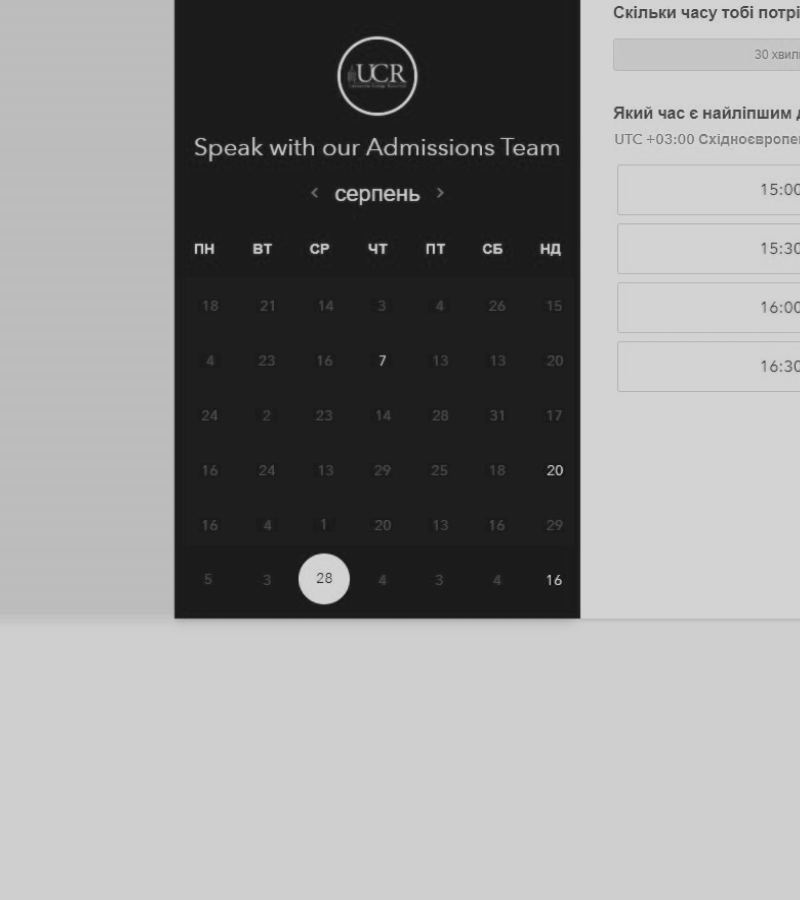 Скільки часу тобі потрі
30 хвил
UCR
Speak with our Admissions Team
серпень
ПН ВТ СР ЧТ ПТ СБ НД
18 21 14 3 4 26 15
4 23 16 7 13 13 20
24 2 23 14 28 31 17
16 24 13 29 25 18 20
16 4 1 20 13 16 29
5 3 28 4 3 4 16
Який час є найліпшим д
UTC +03:00 Східноєвропе
15:00
15:30
16:00
16:30